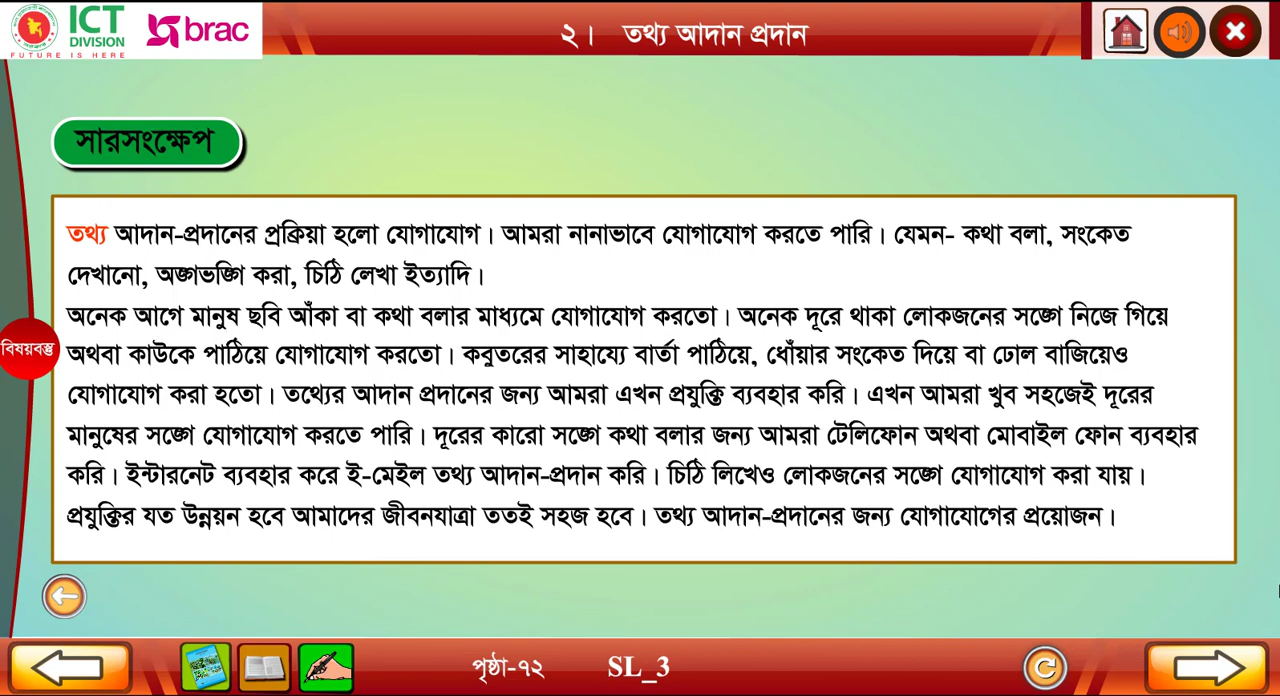 ICT
DIVISION
FUTURE IS HERE
brac
২। তথ্য আদান প্রদান
সারসংক্ষেপ
তথ্য আদান-প্রদানের প্রক্রিয়া হলো যোগাযোগ। আমরা নানাভাবে যোগাযোগ করতে পারি। যেমন- কথা বলা, সংকেত
দেখানো, অঙ্গভঙ্গি করা, চিঠি লেখা ইত্যাদি।
অনেক আগে মানুষ ছবি আঁকা বা কথা বলার মাধ্যমে যোগাযোগ করতো। অনেক দূরে থাকা লোকজনের সঙ্গে নিজে গিয়ে
অথবা কাউকে পাঠিয়ে যোগাযোগ করতো। কবুতরের সাহায্যে বার্তা পাঠিয়ে, ধোঁয়ার সংকেত দিয়ে বা ঢোল বাজিয়েও
যোগাযোগ করা হতো। তথ্যের আদান প্রদানের জন্য আমরা এখন প্রযুক্তি ব্যবহার করি। এখন আমরা খুব সহজেই দূরের
মানুষের সঙ্গে যোগাযোগ করতে পারি। দূরের কারো সঙ্গে কথা বলার জন্য আমরা টেলিফোন অথবা মোবাইল ফোন ব্যবহার
করি। ইন্টারনেট ব্যবহার করে ই-মেইল তথ্য আদান-প্রদান করি। চিঠি লিখেও লোকজনের সঙ্গে যোগাযোগ করা যায়।
প্রযুক্তির যত উন্নয়ন হবে আমাদের জীবনযাত্রা ততই সহজ হবে। তথ্য আদান-প্রদানের জন্য যোগাযোগের প্রয়োজন।
বিষয়বস্তু
পৃষ্ঠা-৭২ SL_3